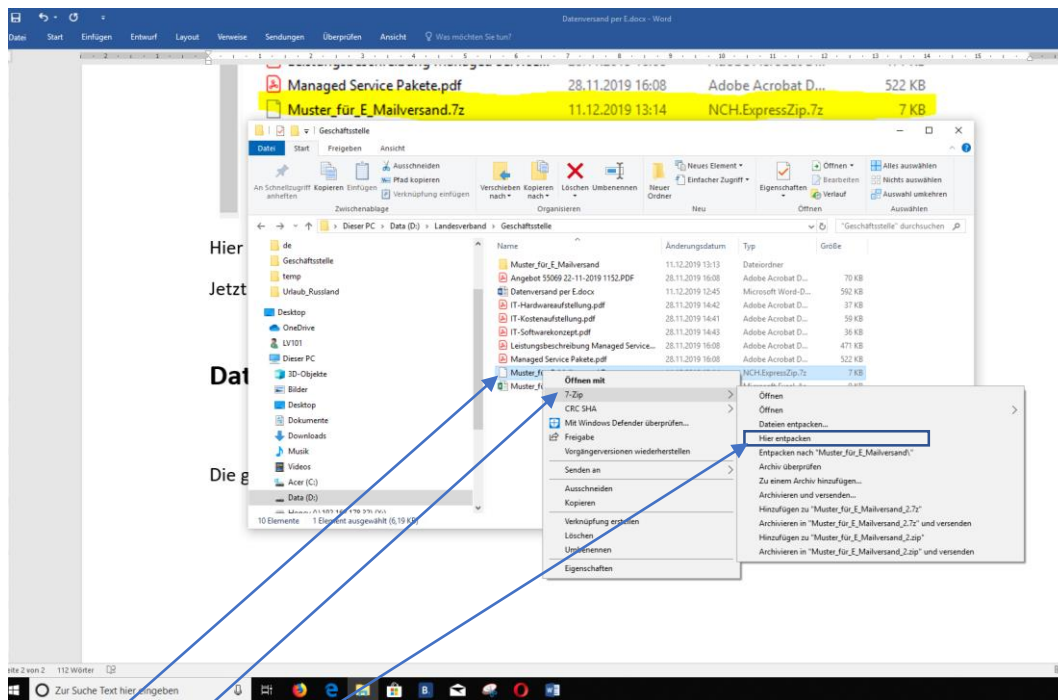 Datenversand per E.docx - Word
Datei Start Einfügen Entwurf Layout Verweise Sendungen Überprüfen Ansicht Was möchten Sie tun?
Managed Service Pakete.pdf 28.11.2019 16:08 Adobe Acrobat D... 522 KB
Muster_für_E_Mailversand.7z 11.12.2019 13:14 NCH.ExpressZip.7z 7 KB
Geschäftsstelle
Datei Start Freigeben Ansicht
An Schnellzugriff anheften
Kopieren Einfügen
Ausschneiden
Pfad kopieren
Verknüpfung einfügen
Verschieben nach
Kopieren nach
Löschen Umbenennen
Neuer Ordner
Neues Element
Einfacher Zugriff
Eigenschaften
Öffnen
Bearbeiten
Verlauf
Alles auswählen
Nichts auswählen
Auswahl umkehren
Zwischenablage Organisieren Neu Öffnen Auswählen
Dieser PC > Data (D:) > Landesverband > Geschäftsstelle
"Geschäftsstelle" durchsuchen
Hier
Jetzt
Dat
Die g
de
Geschäftsstelle
temp
Urlaub_Russland
Desktop
OneDrive
LV101
Dieser PC
3D-Objekte
Bilder
Desktop
Dokumente
Downloads
Musik
Videos
Acer (C:)
Data (D:)
Name Änderungsdatum Typ Größe
Muster_für_E_Mailversand 11.12.2019 13:13 Dateiordner
Angebot 55069 22-11-2019 1152.PDF 28.11.2019 16:08 Adobe Acrobat D... 70 KB
Datenversand per E.docx 11.12.2019 12:45 Microsoft Word-D... 592 KB
IT-Hardwareaufstellung.pdf 28.11.2019 14:42 Adobe Acrobat D... 37 KB
IT-Kostenaufstellung.pdf 28.11.2019 14:41 Adobe Acrobat D... 59 KB
IT-Softwarekonzept.pdf 28.11.2019 14:43 Adobe Acrobat D... 36 KB
Leistungsbeschreibung Managed Service... 28.11.2019 16:08 Adobe Acrobat D... 471 KB
Managed Service Pakete.pdf 28.11.2019 16:08 Adobe Acrobat D... 522 KB
NCH.ExpressZip.7z 7 KB
10 Elemente 1 Element ausgewählt (6,19 KB)
Öffnen mit
7-Zip
CRC SHA
Mit Windows Defender überprüfen...
Freigabe
Vorgängerversionen wiederherstellen
Senden an
Ausschneiden
Kopieren
Verknüpfung erstellen
Löschen
Umbenennen
Eigenschaften
Öffnen
Öffnen
Dateien entpacken...
Hier entpacken
Entpacken nach "Muster_für_E_Mailversand\"
Archiv überprüfen
Zu einem Archiv hinzufügen...
Archivieren und versenden...
Hinzufügen zu "Muster_für_E_Mailversand_2.7z"
Archivieren in "Muster_für_E_Mailversand_2.7z" und versenden
Hinzufügen zu "Muster_für_E_Mailversand_2.zip"
Archivieren in "Muster_für_E_Mailversand_2.zip" und versenden
2 von 2 112 Wörter
Zur Suche Text hier eingeben